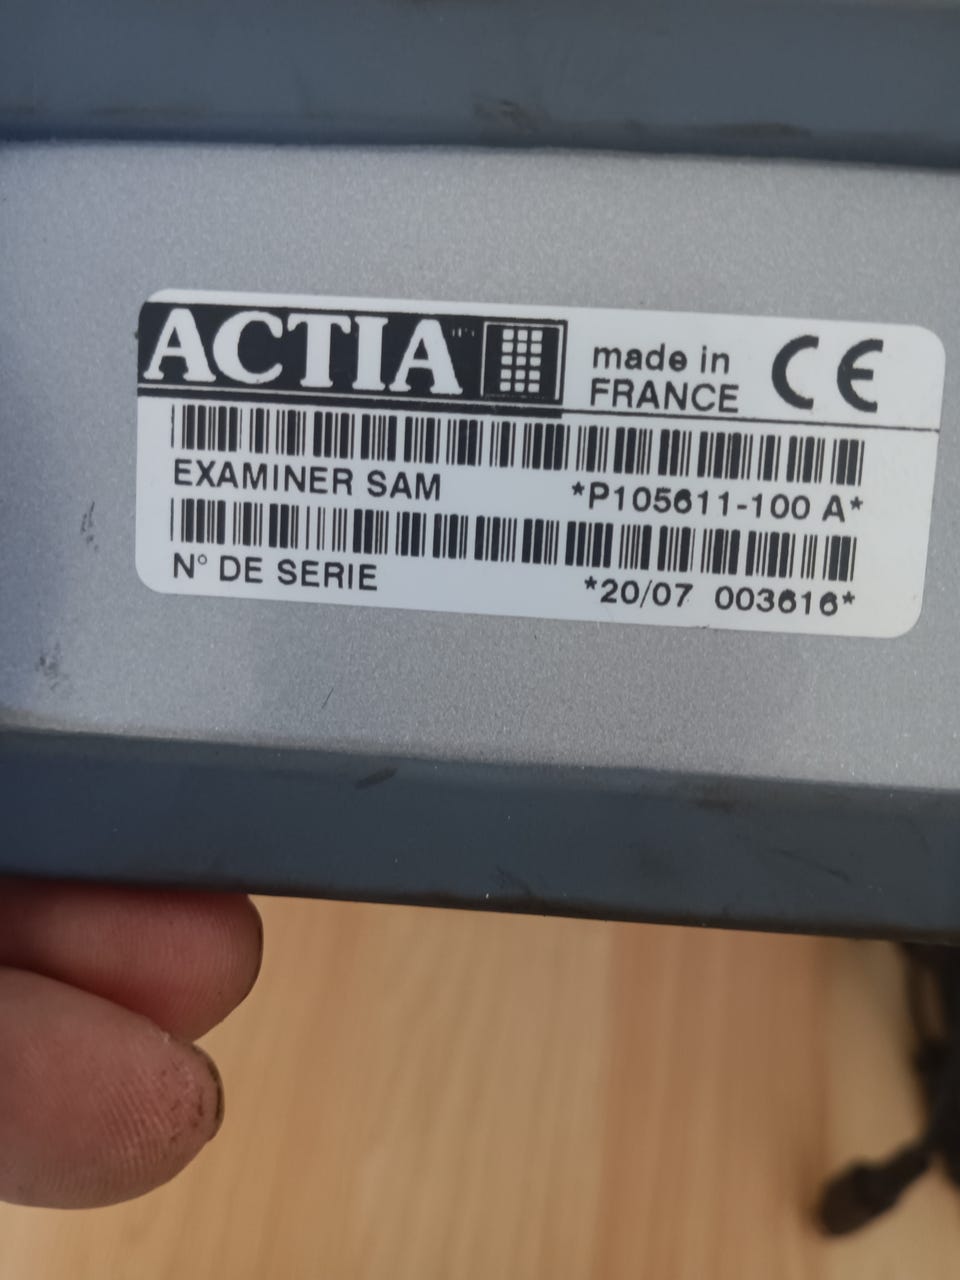 ACTIA
made in
FRANCE
CE
EXAMINER SAM *P105611-100 A*
N° DE SERIE *20/07 003616*